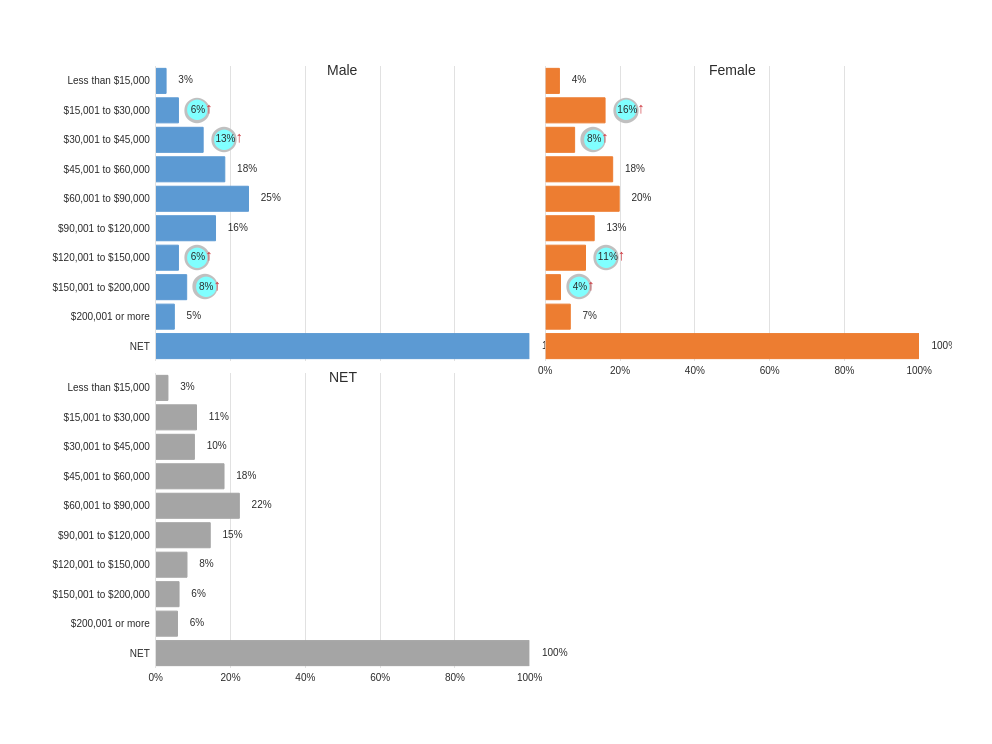 Male
Female
Less than $15,000 3% 4%
$15,001 to $30,000 6%↑ 16%↑
$30,001 to $45,000 13%↑ 8%↑
$45,001 to $60,000 18% 18%
$60,001 to $90,000 25% 20%
$90,001 to $120,000 16% 13%
$120,001 to $150,000 6%↑ 11%↑
$150,001 to $200,000 8%↑ 4%↑
$200,001 or more 5% 7%
NET 100%
0% 20% 40% 60% 80% 100%
NET
Less than $15,000 3%
$15,001 to $30,000 11%
$30,001 to $45,000 10%
$45,001 to $60,000 18%
$60,001 to $90,000 22%
$90,001 to $120,000 15%
$120,001 to $150,000 8%
$150,001 to $200,000 6%
$200,001 or more 6%
NET 100%
0% 20% 40% 60% 80% 100%